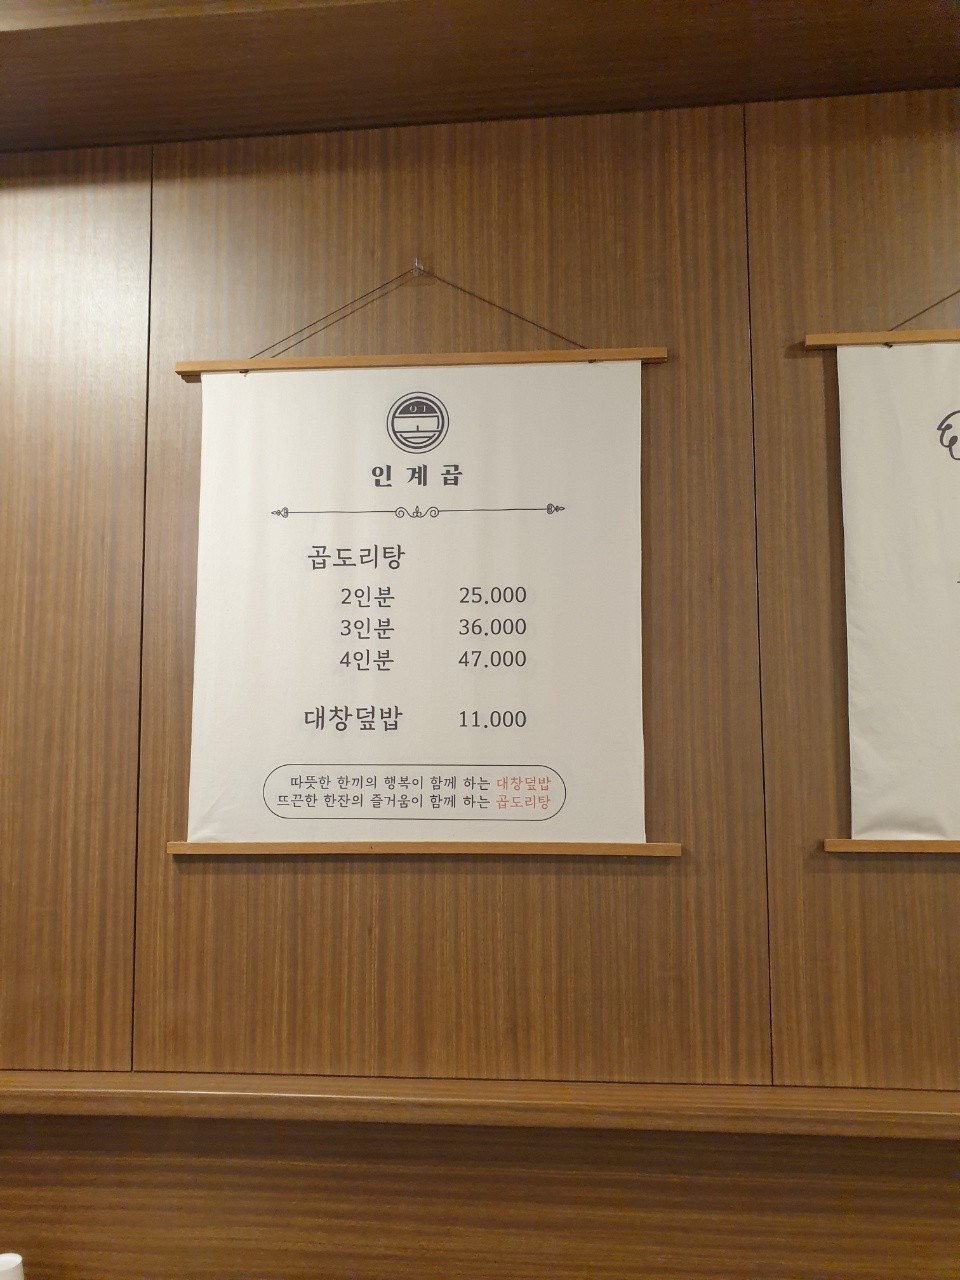 인계곱
곱도리탕
2인분 25.000
3인분 36.000
4인분 47.000
대창덮밥 11.000
따뜻한 한끼의 행복이 함께 하는 대창덮밥
뜨끈한 한잔의 즐거움이 함께 하는 곱도리탕